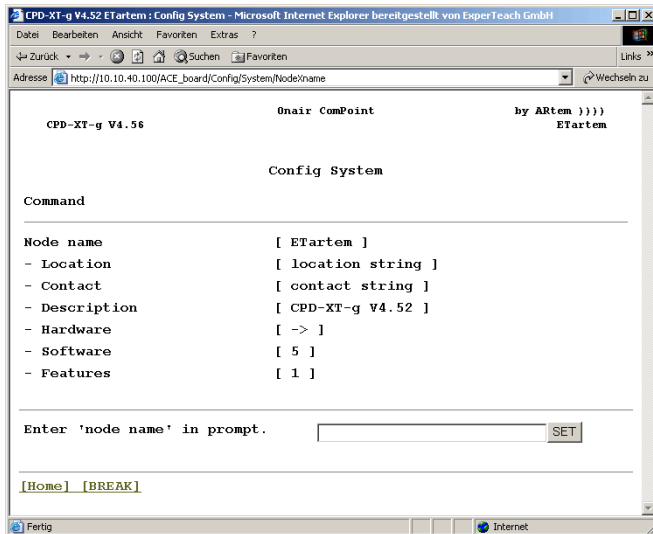 CPD-XT-g V4.52 ETartem : Config System - Microsoft Internet Explorer bereitgestellt von ExperTeach GmbH
Datei Bearbeiten Ansicht Favoriten Extras ?
Zurück Suchen Favoriten Links »
Adresse http://10.10.40.100/ACE_board/Config/System/NodeXname Wechseln zu
Onair ComPoint by ARtem ))))
CPD-XT-g V4.56 ETartem
Config System
Command
Node name [ ETartem ]
- Location [ location string ]
- Contact [ contact string ]
- Description [ CPD-XT-g V4.52 ]
- Hardware [ -> ]
- Software [ 5 ]
- Features [ 1 ]
Enter 'node name' in prompt. SET
[Home] [BREAK]
Fertig Internet